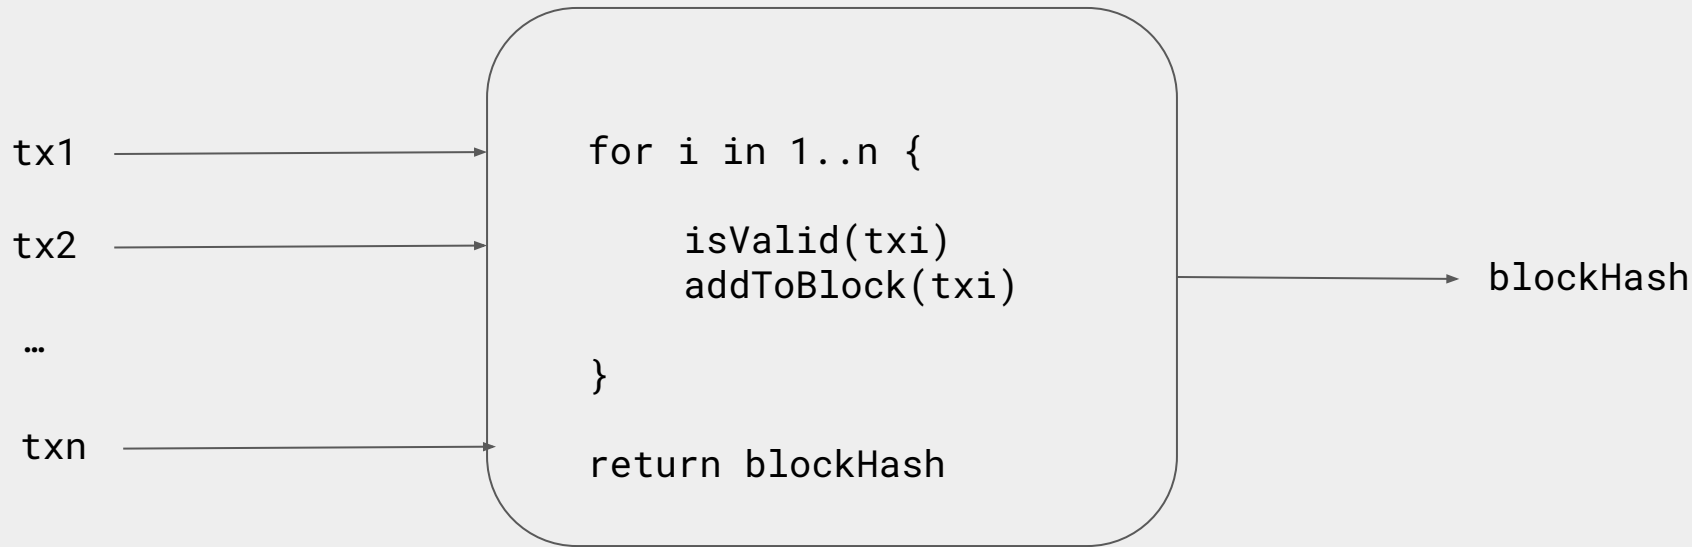 tx1
tx2
…
txn
for i in 1..n {
isValid(txi)
addToBlock(txi)
}
return blockHash
blockHash